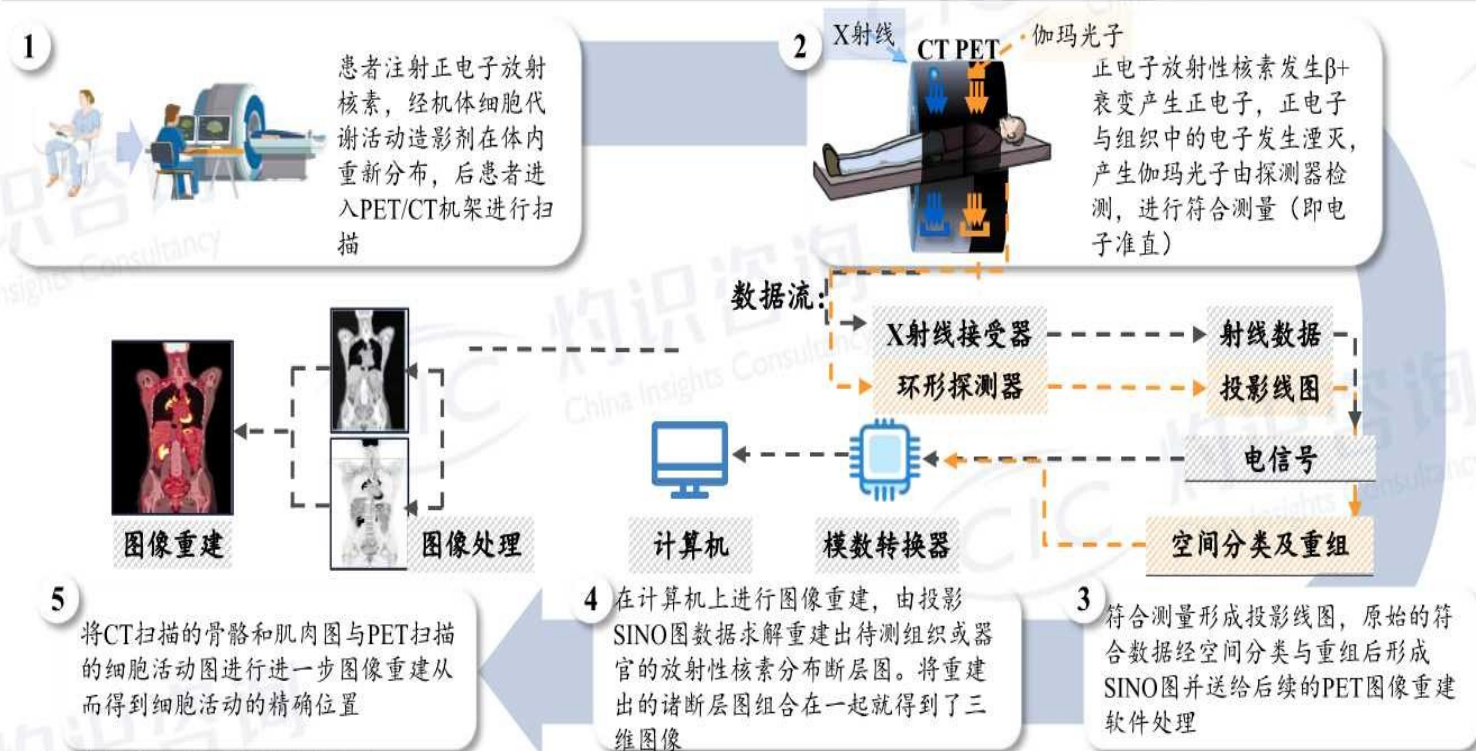 1
患者注射正电子放射
核素，经机体细胞代
谢活动造影剂在体内
重新分布，后患者进
入PET/CT机架进行扫
描
2
X射线
CT PET
伽玛光子
正电子放射性核素发生β+
衰变产生正电子，正电子
与组织中的电子发生湮灭，
产生伽玛光子由探测器检
测，进行符合测量（即电
子准直）
数据流：
X射线接受器
射线数据
环形探测器
投影线图
电信号
图像重建
图像处理
计算机
模数转换器
空间分类及重组
5
将CT扫描的骨骼和肌肉图与PET扫描
的细胞活动图进行进一步图像重建从
而得到细胞活动的精确位置
4
在计算机上进行图像重建，由投影
SINO图数据求解重建出待测组织或器
官的放射性核素分布断层图。将重建
出的诸断层图组合在一起就得到了三
维图像
3
符合测量形成投影线图，原始的符
合数据经空间分类与重组后形成
SINO图并送给后续的PET图像重建
软件处理
CIC 灼识咨询
China Insights Consultancy